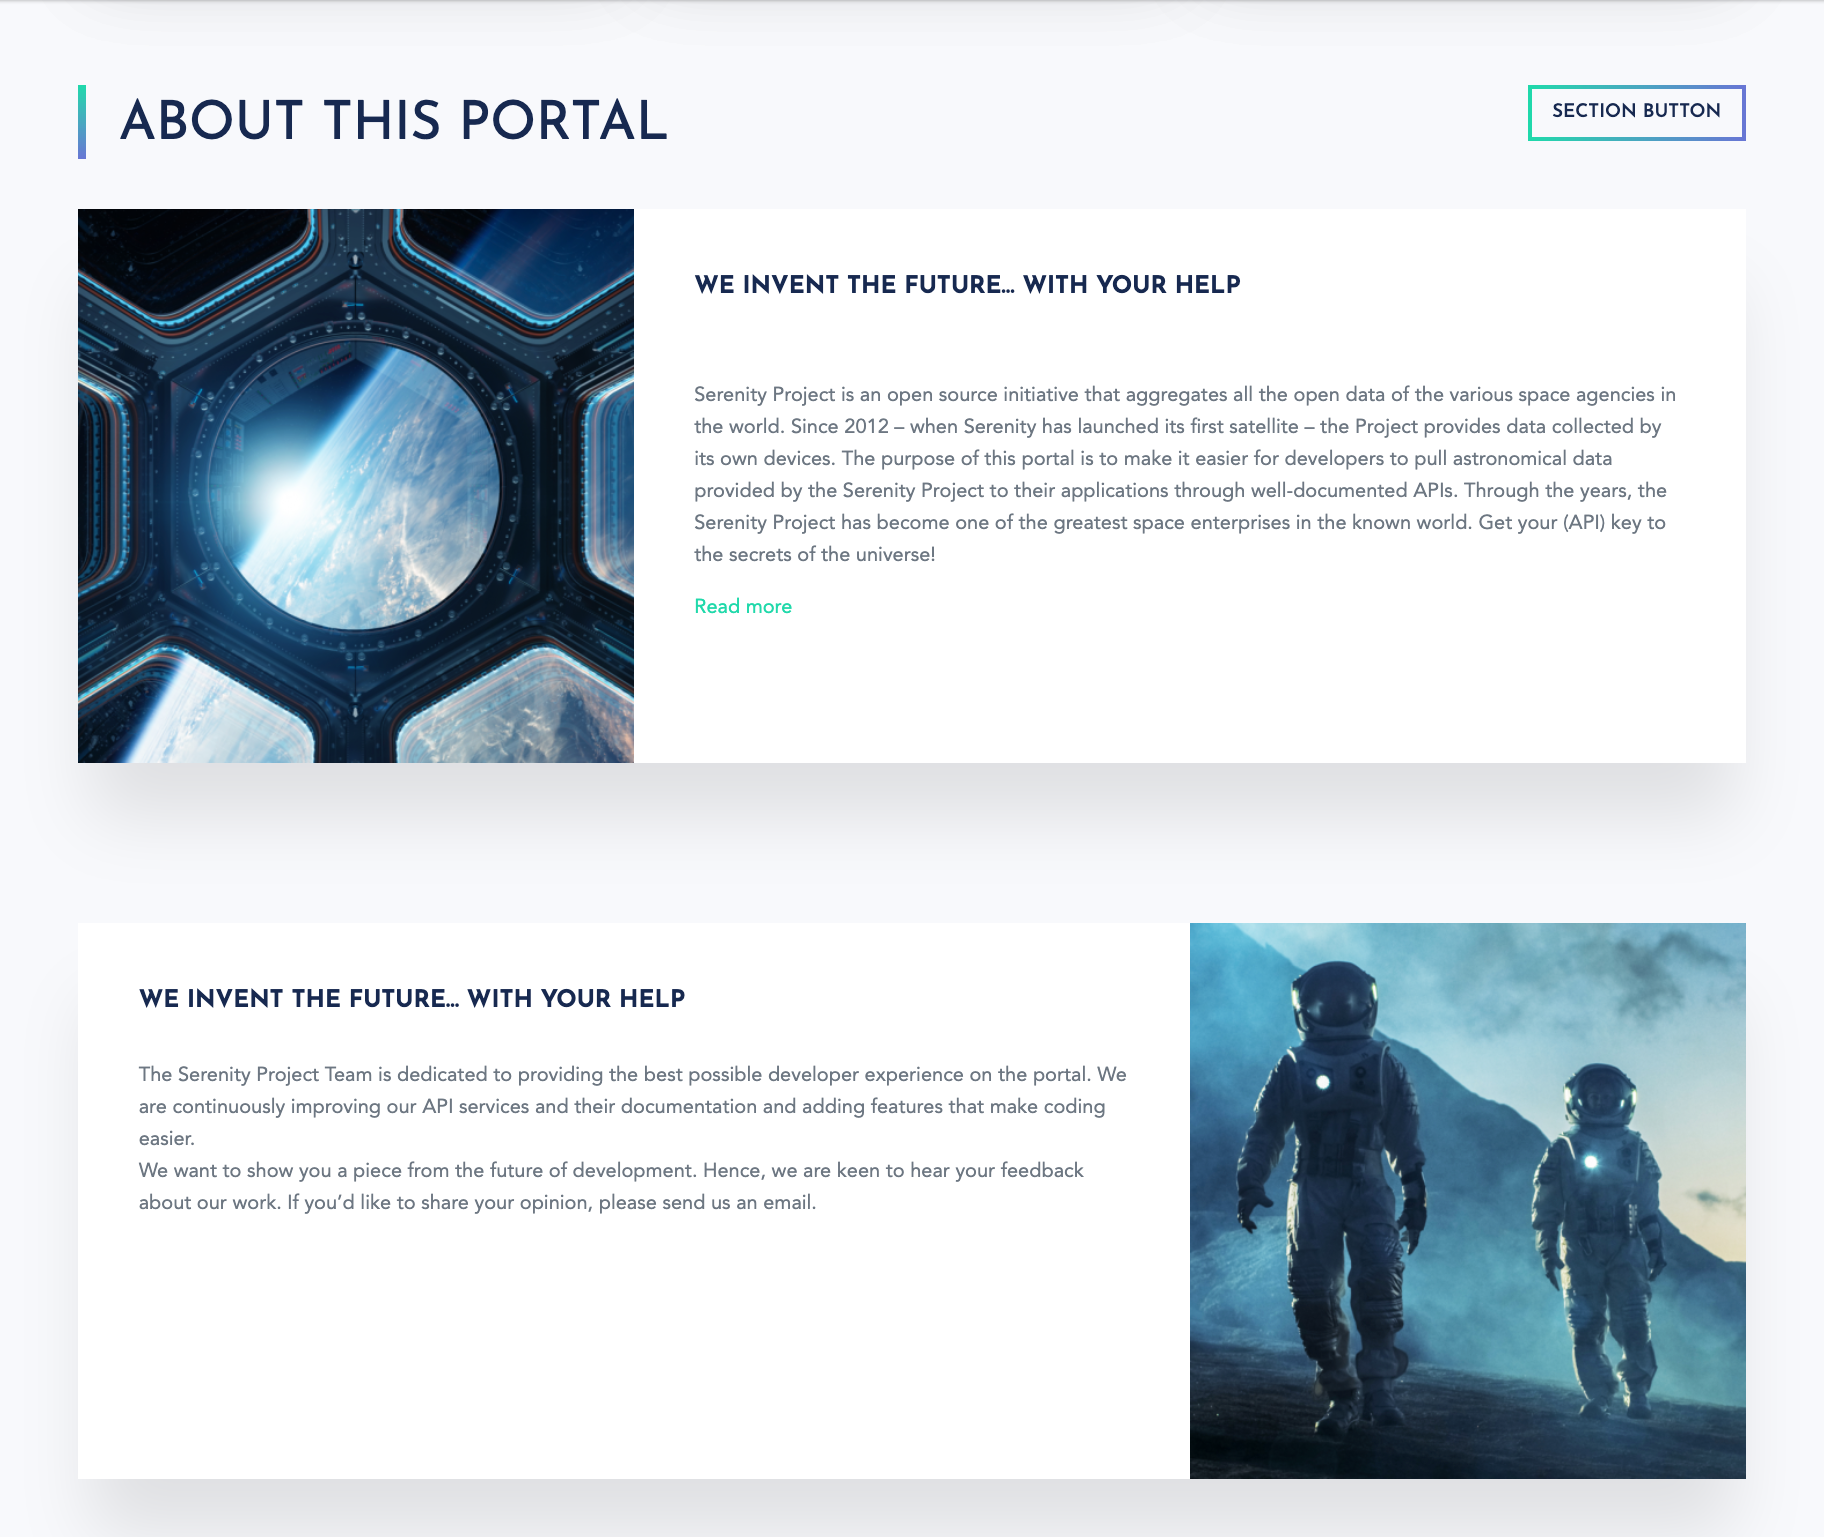 ABOUT THIS PORTAL
SECTION BUTTON
WE INVENT THE FUTURE... WITH YOUR HELP
Serenity Project is an open source initiative that aggregates all the open data of the various space agencies in
the world. Since 2012 – when Serenity has launched its first satellite – the Project provides data collected by
its own devices. The purpose of this portal is to make it easier for developers to pull astronomical data
provided by the Serenity Project to their applications through well-documented APIs. Through the years, the
Serenity Project has become one of the greatest space enterprises in the known world. Get your (API) key to
the secrets of the universe!
Read more
WE INVENT THE FUTURE... WITH YOUR HELP
The Serenity Project Team is dedicated to providing the best possible developer experience on the portal. We
are continuously improving our API services and their documentation and adding features that make coding
easier.
We want to show you a piece from the future of development. Hence, we are keen to hear your feedback
about our work. If you’d like to share your opinion, please send us an email.